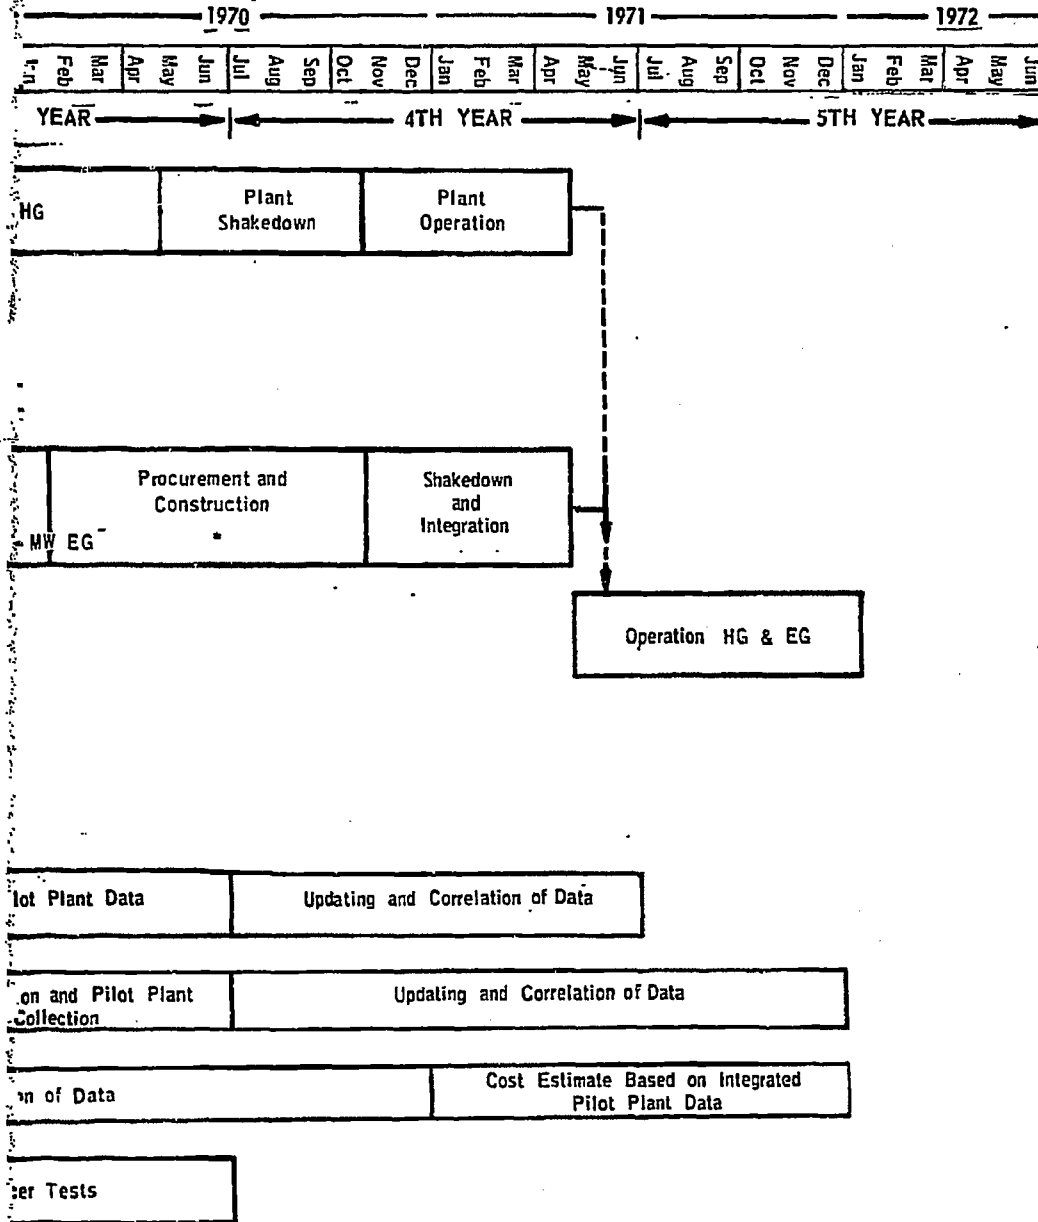 1970 1971 1972
Feb Mar Apr May Jun Jul Aug Sep Oct Nov Dec Jan Feb Mar Apr May Jun Jul Aug Sep Oct Nov Dec Jan Feb Mar Apr May Jun
YEAR 4TH YEAR 5TH YEAR
HG
Plant
Shakedown
Plant
Operation
MW EG
Procurement and
Construction
*
Shakedown
and
Integration
Operation HG & EG
lot Plant Data
Updating and Correlation of Data
on and Pilot Plant
Collection
Updating and Correlation of Data
on of Data
Cost Estimate Based on Integrated
Pilot Plant Data
er Tests